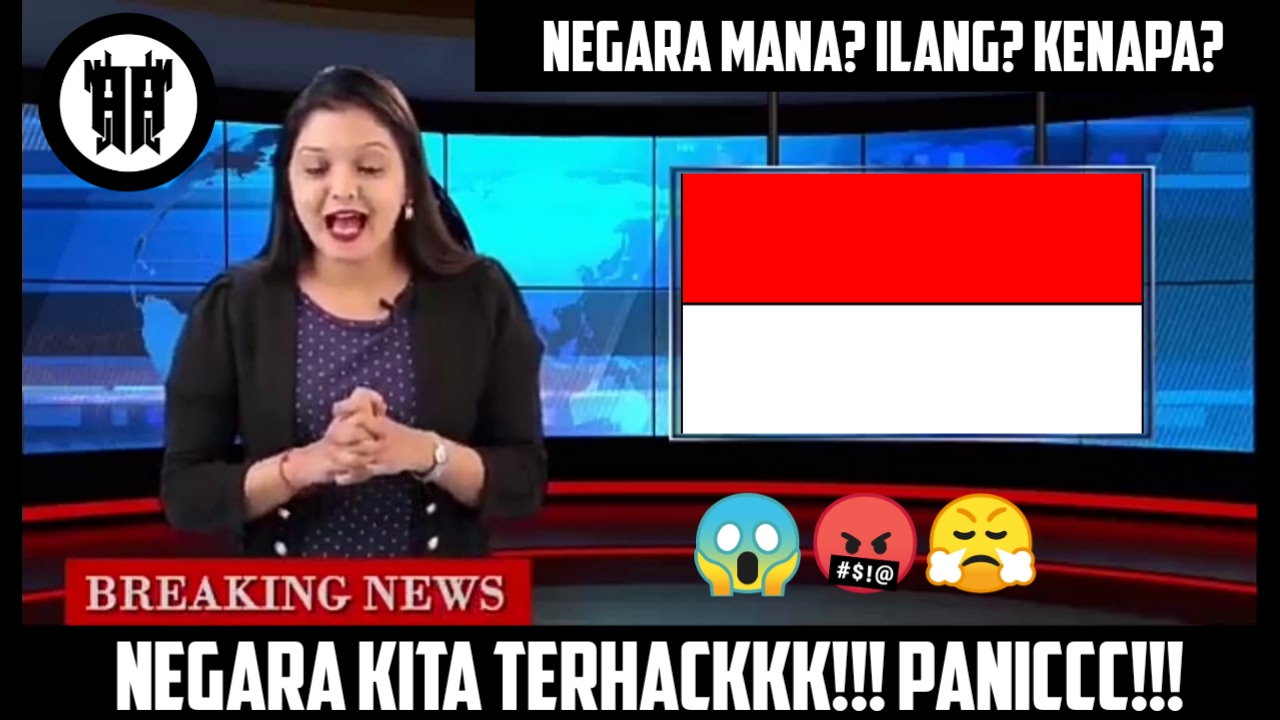 NEGARA MANA? ILANG? KENAPA?
#$!@
BREAKING NEWS
NEGARA KITA TERHACKKK!!! PANICCC!!!